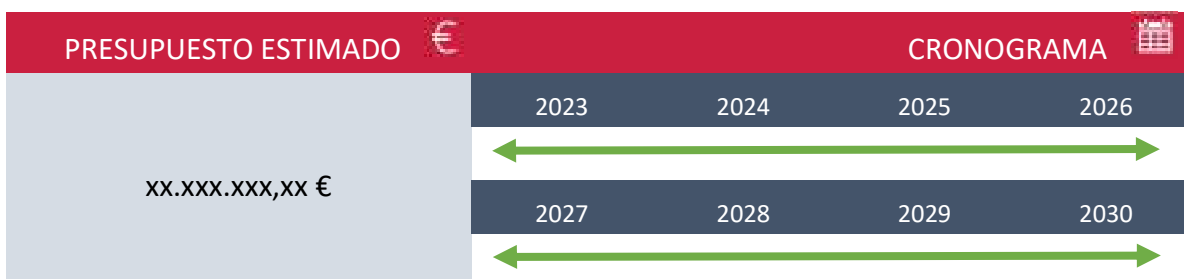 PRESUPUESTO ESTIMADO €
CRONOGRAMA
2023 2024 2025 2026
xx.xxx.xxx,xx €
2027 2028 2029 2030